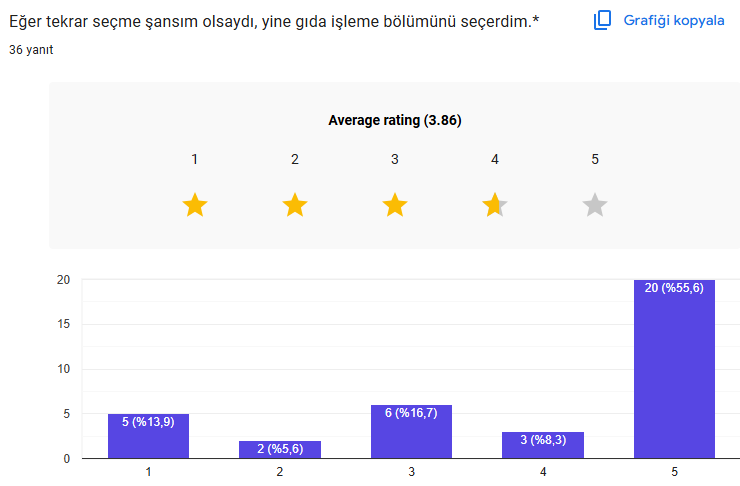 Eğer tekrar seçme şansım olsaydı, yine gıda işleme bölümünü seçerdim.*
Grafiği kopyala
36 yanıt
Average rating (3.86)
1 2 3 4 5
20
15
10
5
0
5 (%13,9)
2 (%5,6)
6 (%16,7)
3 (%8,3)
20 (%55,6)
1 2 3 4 5